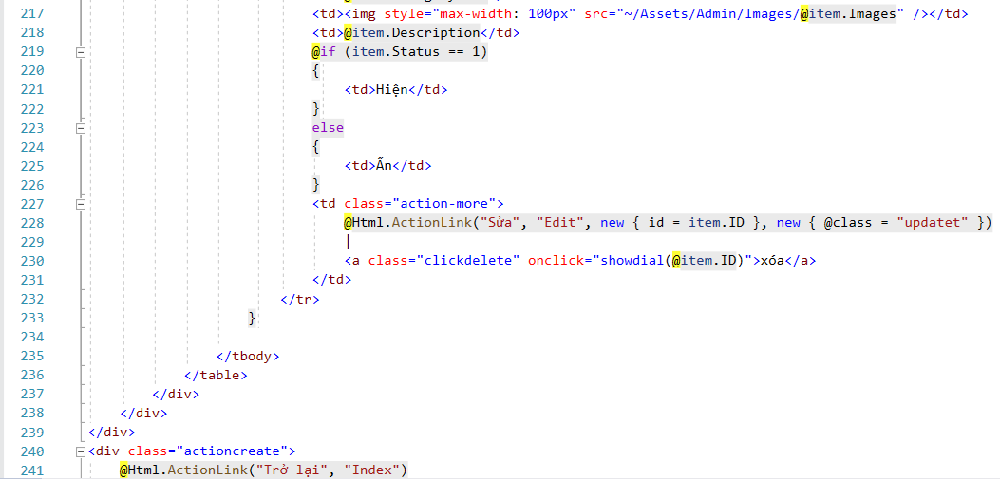 217 <td><img style="max-width: 100px" src="~/Assets/Admin/Images/@item.Images" /></td>
218 <td>@item.Description</td>
219 @if (item.Status == 1)
220 {
221 <td>Hiện</td>
222 }
223 else
224 {
225 <td>Ẩn</td>
226 }
227 <td class="action-more">
228 @Html.ActionLink("Sửa", "Edit", new { id = item.ID }, new { @class = "updatet" })
229 |
230 <a class="clickdelete" onclick="showdial(@item.ID)">xóa</a>
231 </td>
232 </tr>
233 }
234
235 </tbody>
236 </table>
237 </div>
238 </div>
239 </div>
240 <div class="actioncreate">
241 @Html.ActionLink("Trở lại", "Index")